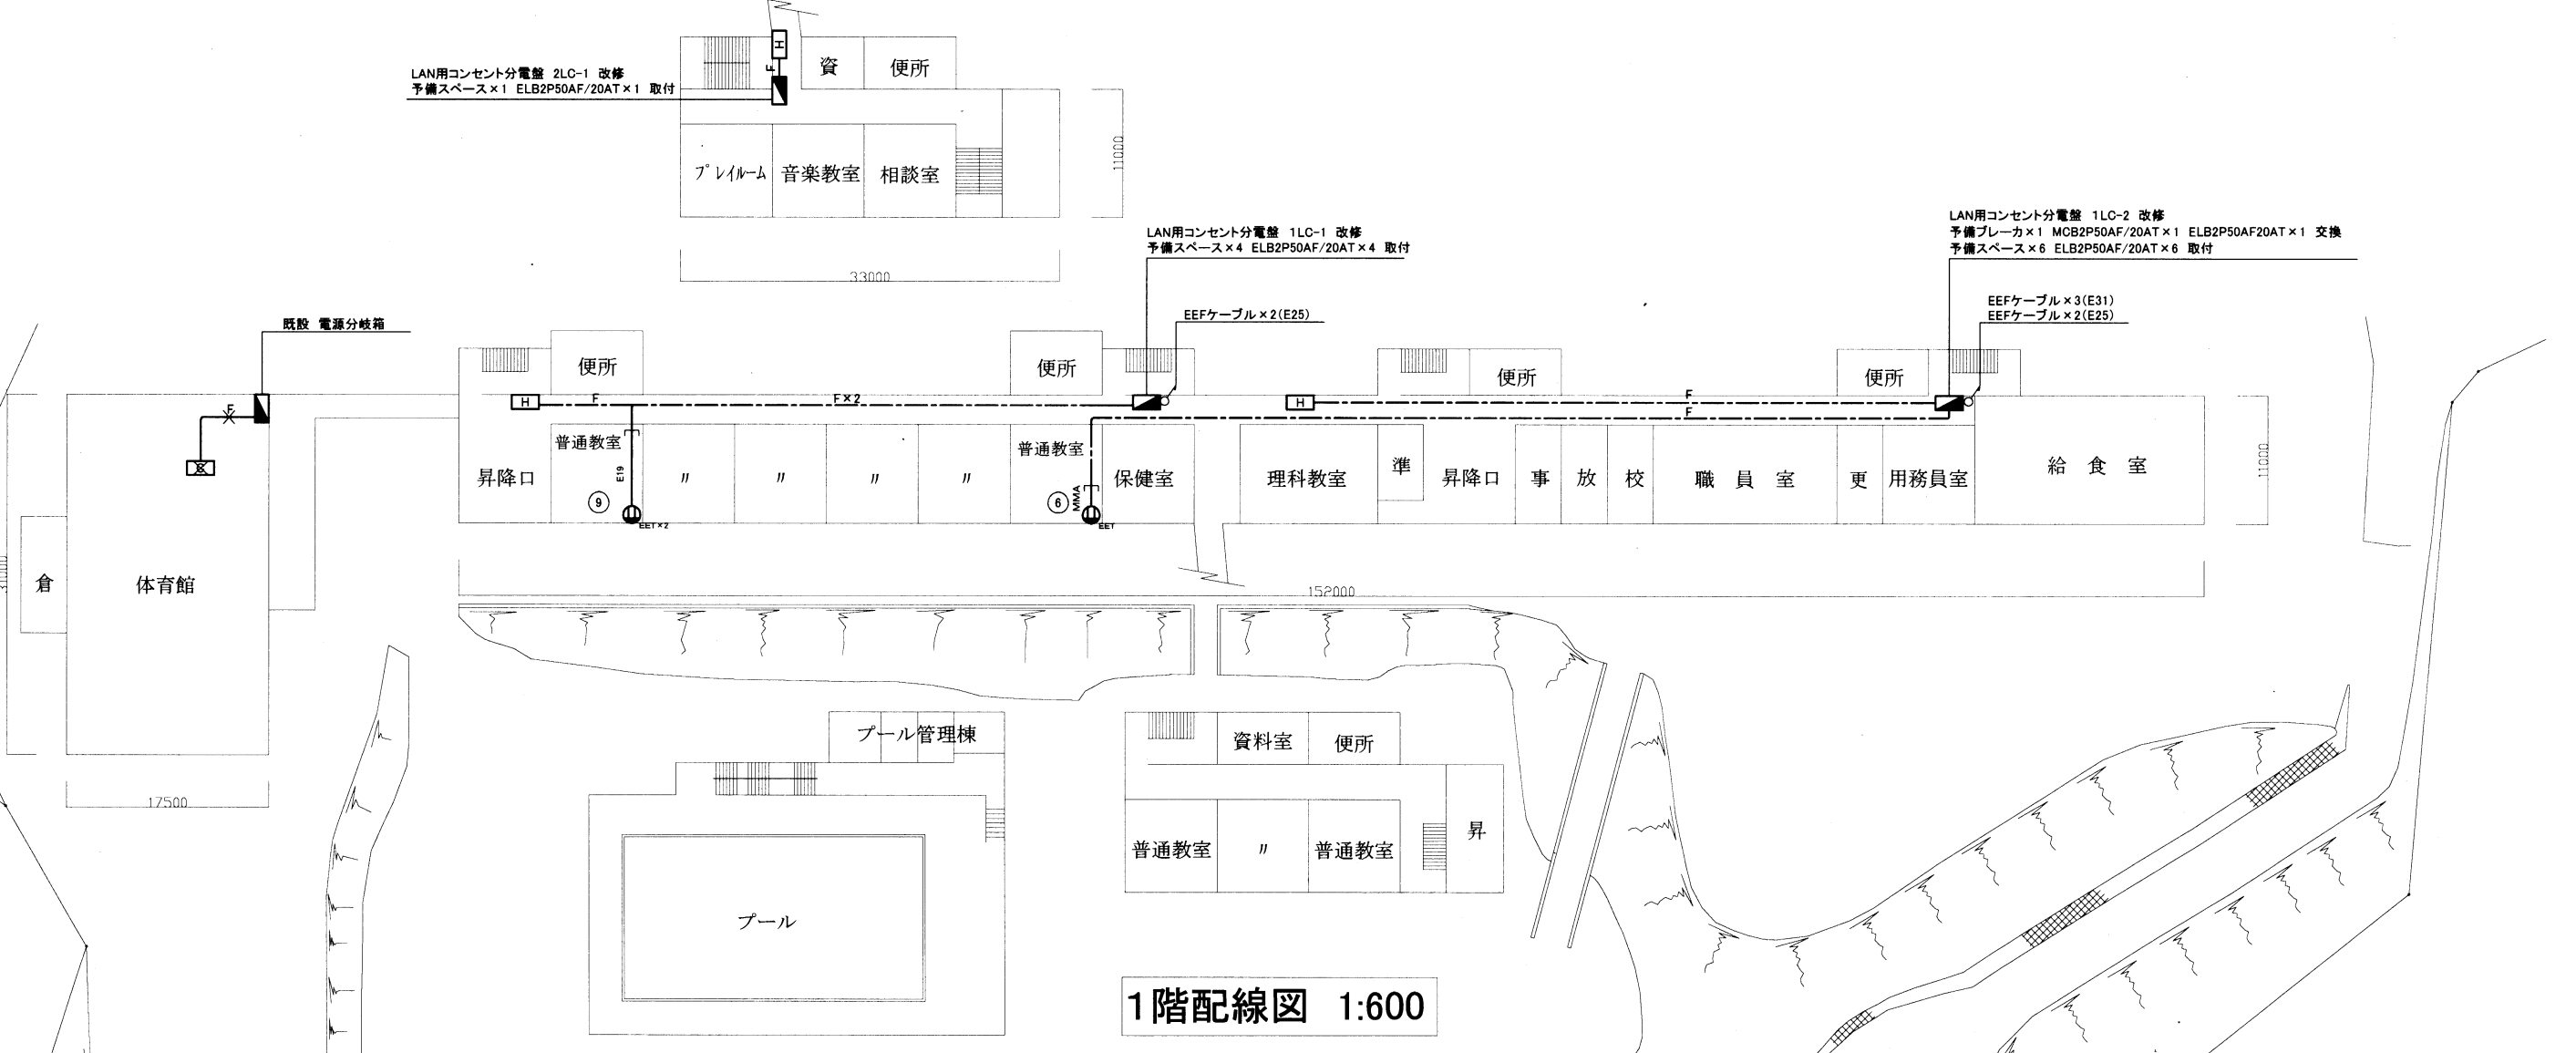 LAN用コンセント分電盤 2LC-1 改修
予備スペース×1 ELB2P50AF/20AT×1 取付
H
F
資
便所
プレイルーム
音楽教室
相談室
11000
33000
LAN用コンセント分電盤 1LC-1 改修
予備スペース×4 ELB2P50AF/20AT×4 取付
LAN用コンセント分電盤 1LC-2 改修
予備ブレーカ×1 MCB2P50AF/20AT×1 ELB2P50AF20AT×1 交換
予備スペース×6 ELB2P50AF/20AT×6 取付
既設 電源分岐箱
EEFケーブル×2(E25)
EEFケーブル×3(E31)
EEFケーブル×2(E25)
便所
便所
便所
便所
F
H
F
F×2
H
F
F
昇降口
普通教室
E19
⑨
EET×2
〃
〃
〃
〃
普通教室
⑥
MMA
EET
保健室
理科教室
準
昇降口
事
放
校
職員室
更
用務員室
給食室
11000
倉
体育館
152000
17500
プール管理棟
プール
資料室
便所
普通教室
〃
普通教室
昇
1階配線図 1:600